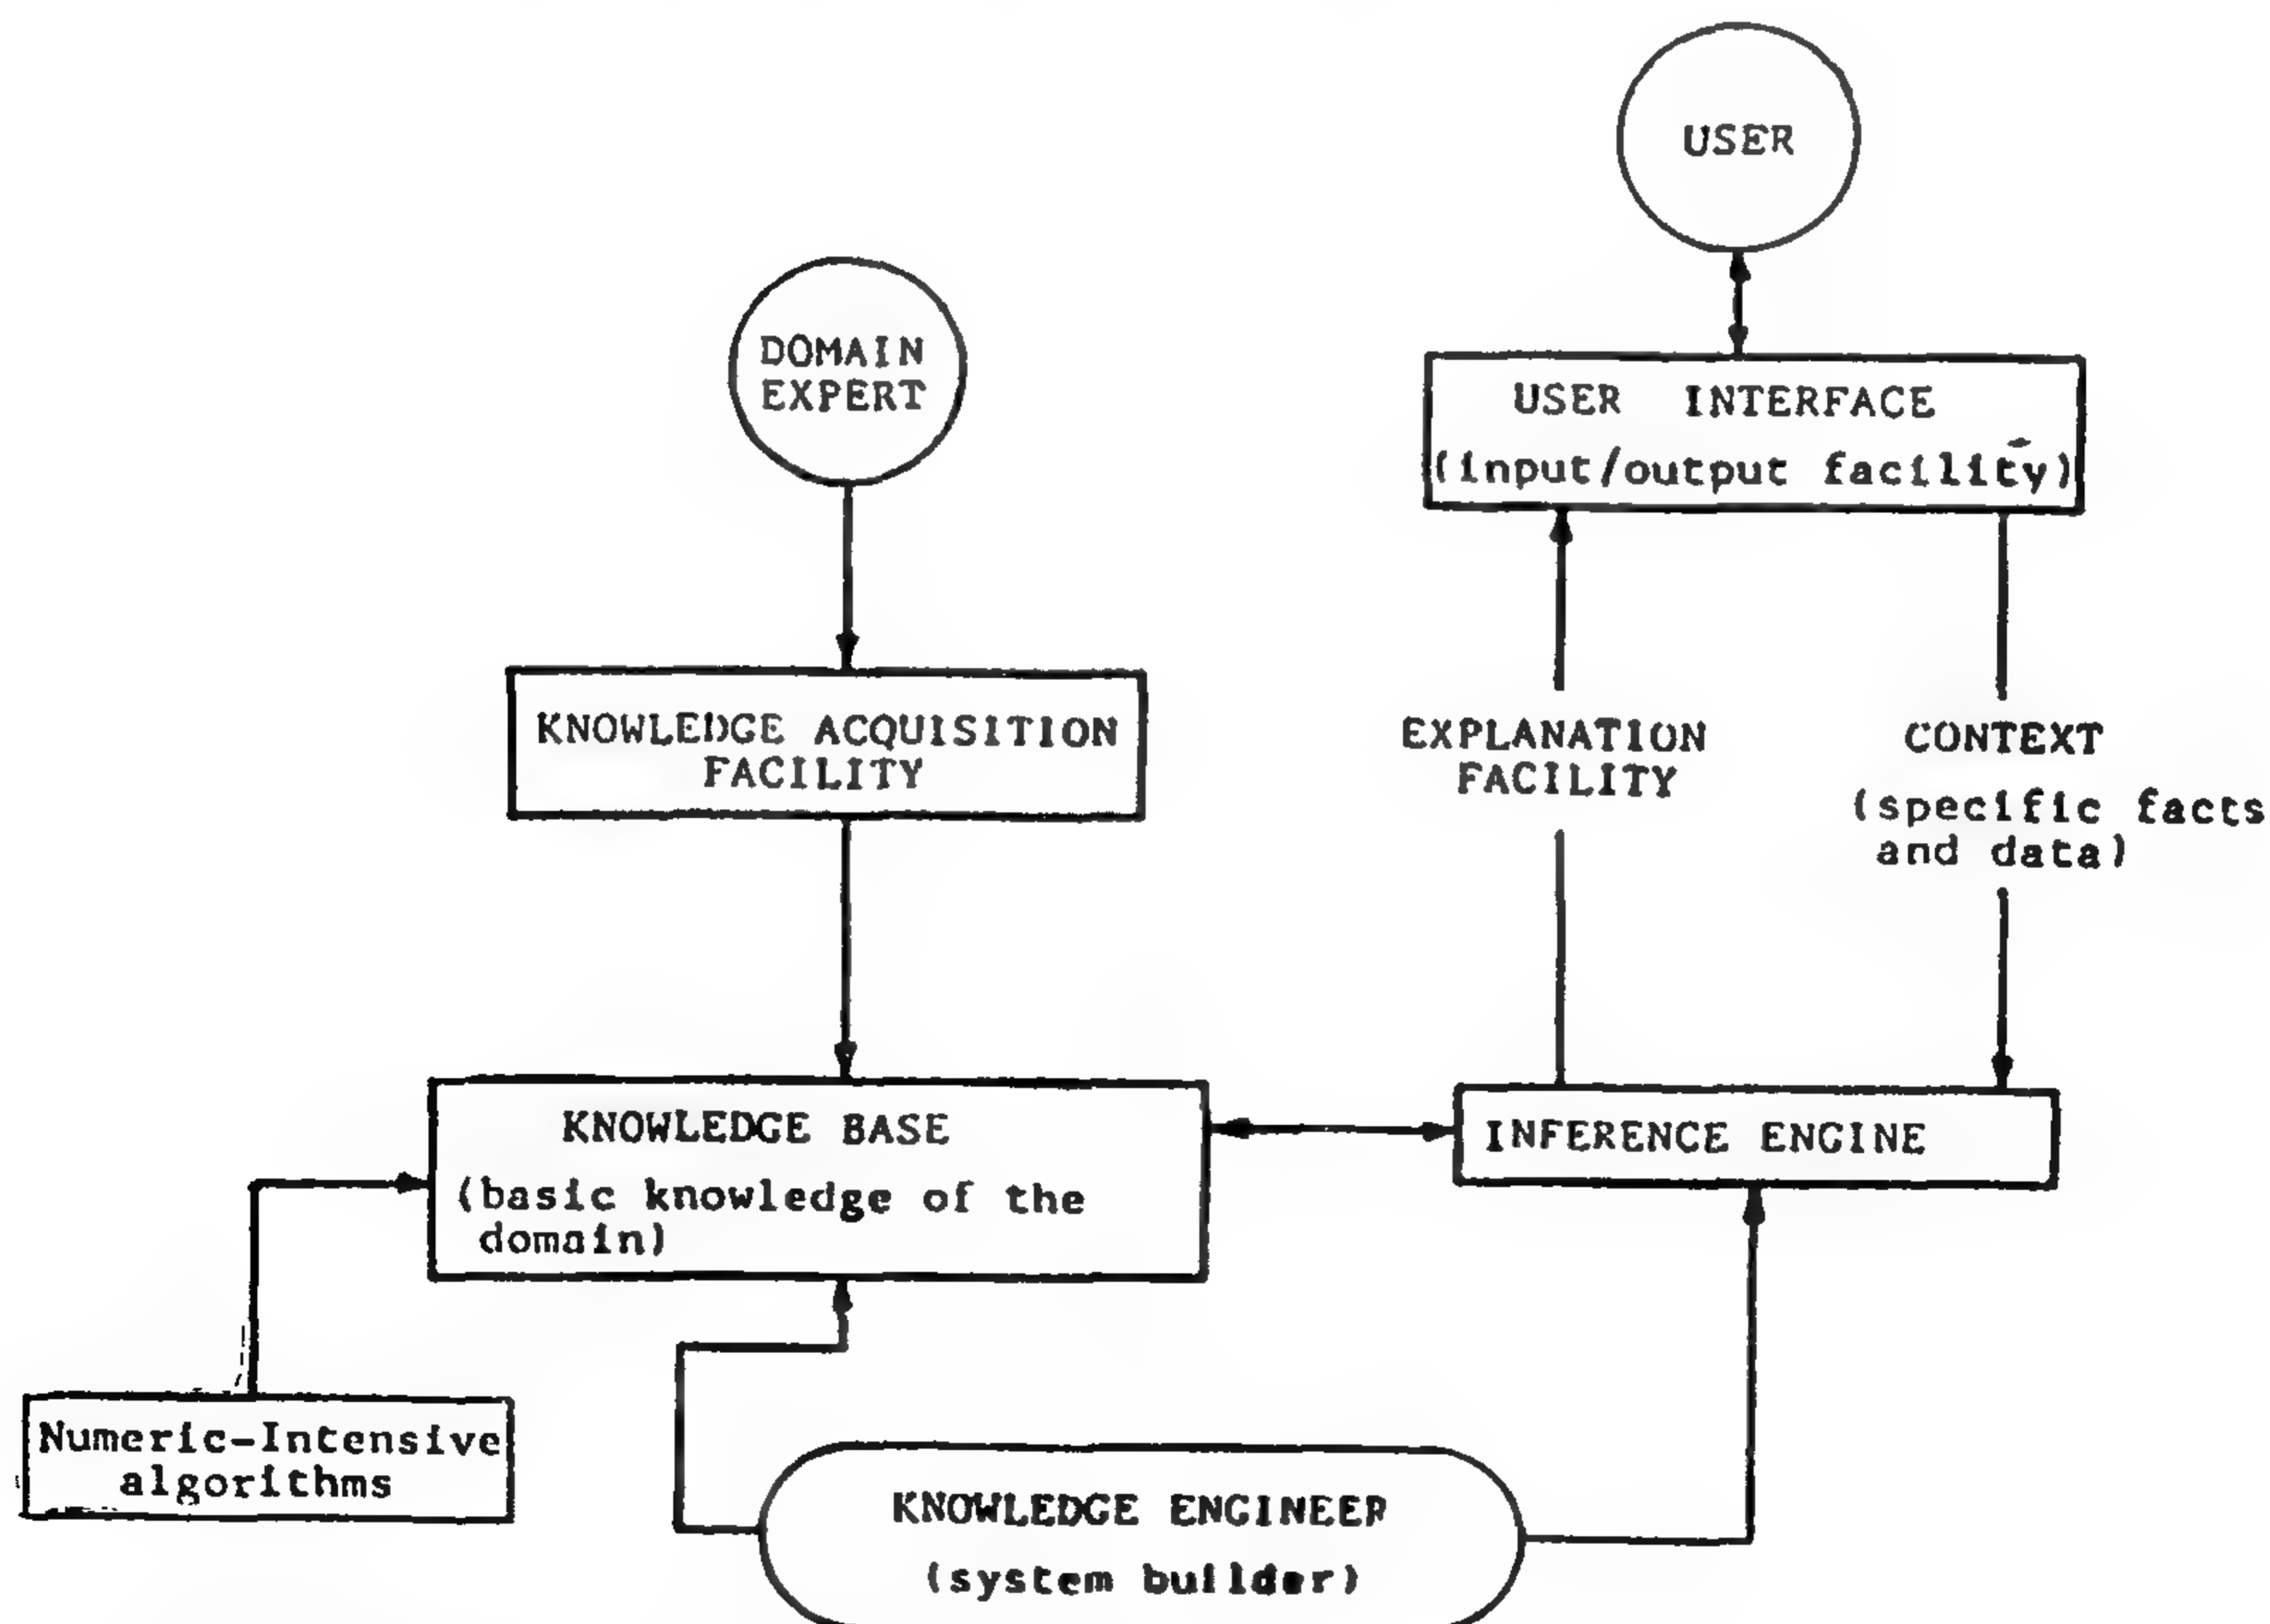 USER
DOMAIN
EXPERT
USER INTERFACE
(input/output facility)
KNOWLEDGE ACQUISITION
FACILITY
EXPLANATION
FACILITY
CONTEXT
(specific facts
and data)
KNOWLEDGE BASE
(basic knowledge of the
domain)
INFERENCE ENGINE
Numeric-Intensive
algorithms
KNOWLEDGE ENGINEER
(system builder)